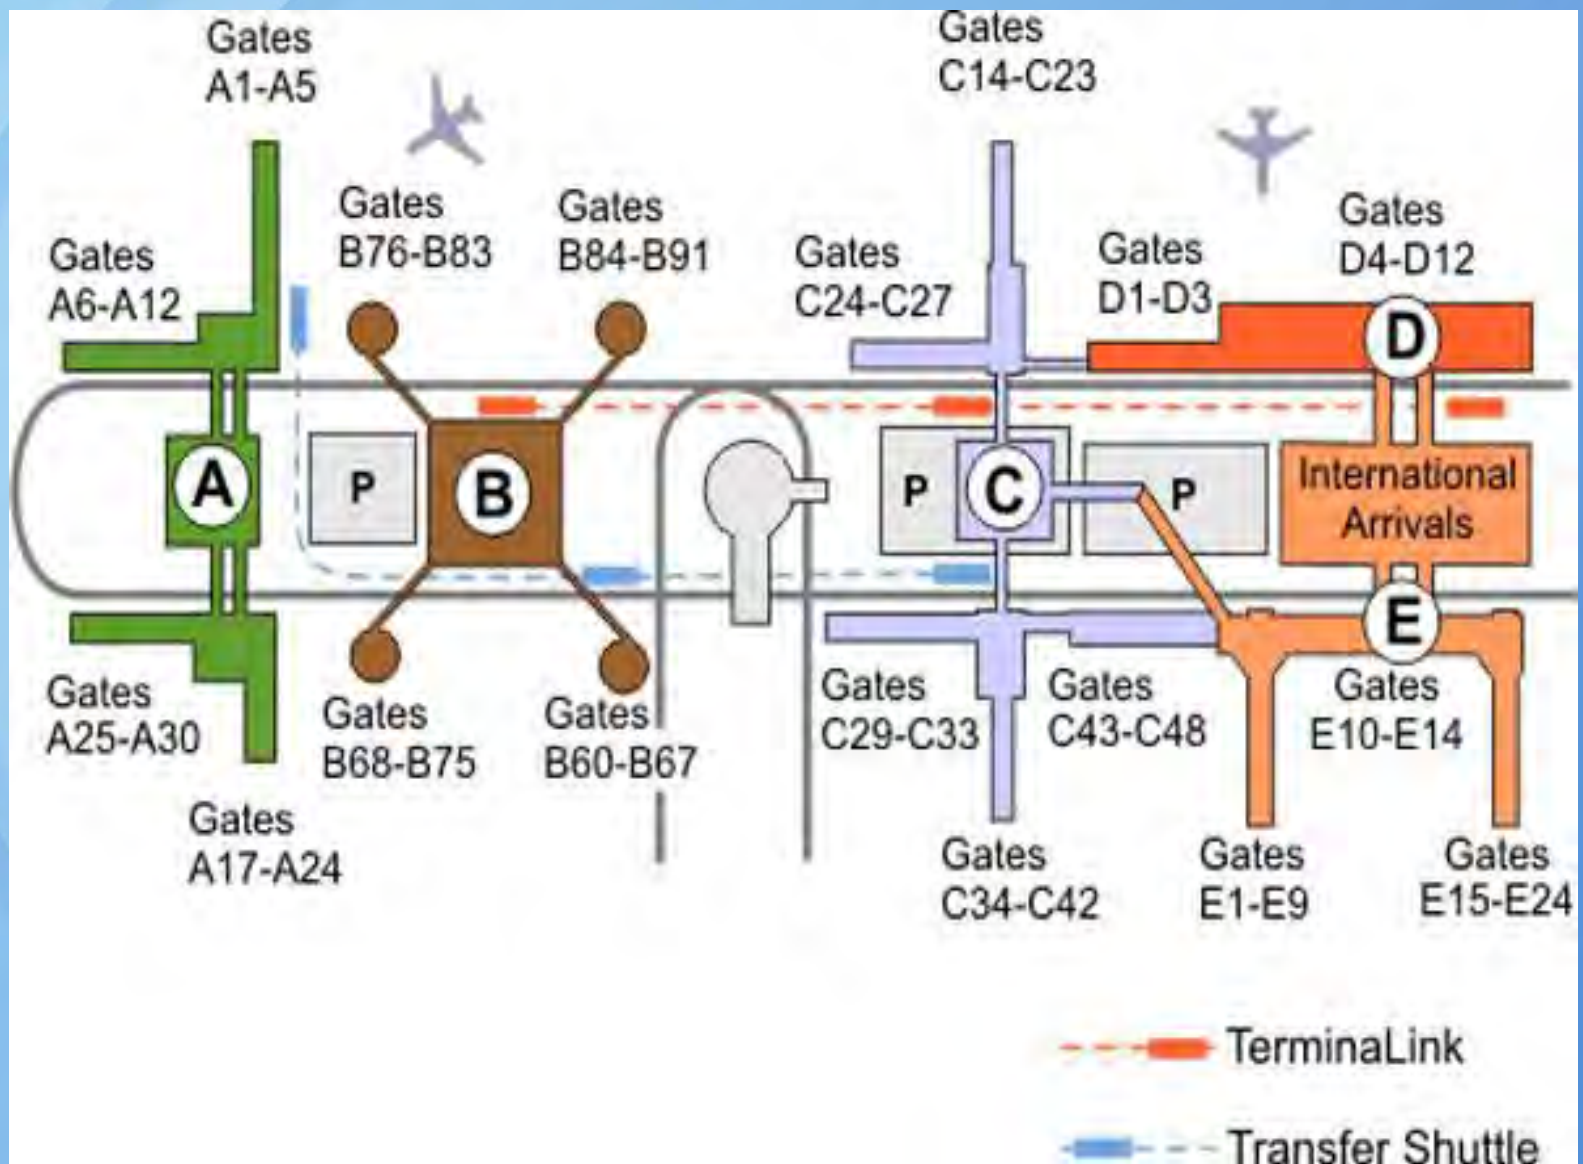 Gates
A1-A5
Gates
C14-C23
Gates
B76-B83
Gates
B84-B91
Gates
D4-D12
Gates
A6-A12
Gates
C24-C27
Gates
D1-D3
D
A
P
B
P
C
P
International
Arrivals
E
Gates
A25-A30
Gates
B68-B75
Gates
B60-B67
Gates
C29-C33
Gates
C43-C48
Gates
E10-E14
Gates
A17-A24
Gates
C34-C42
Gates
E1-E9
Gates
E15-E24
TerminaLink
Transfer Shuttle